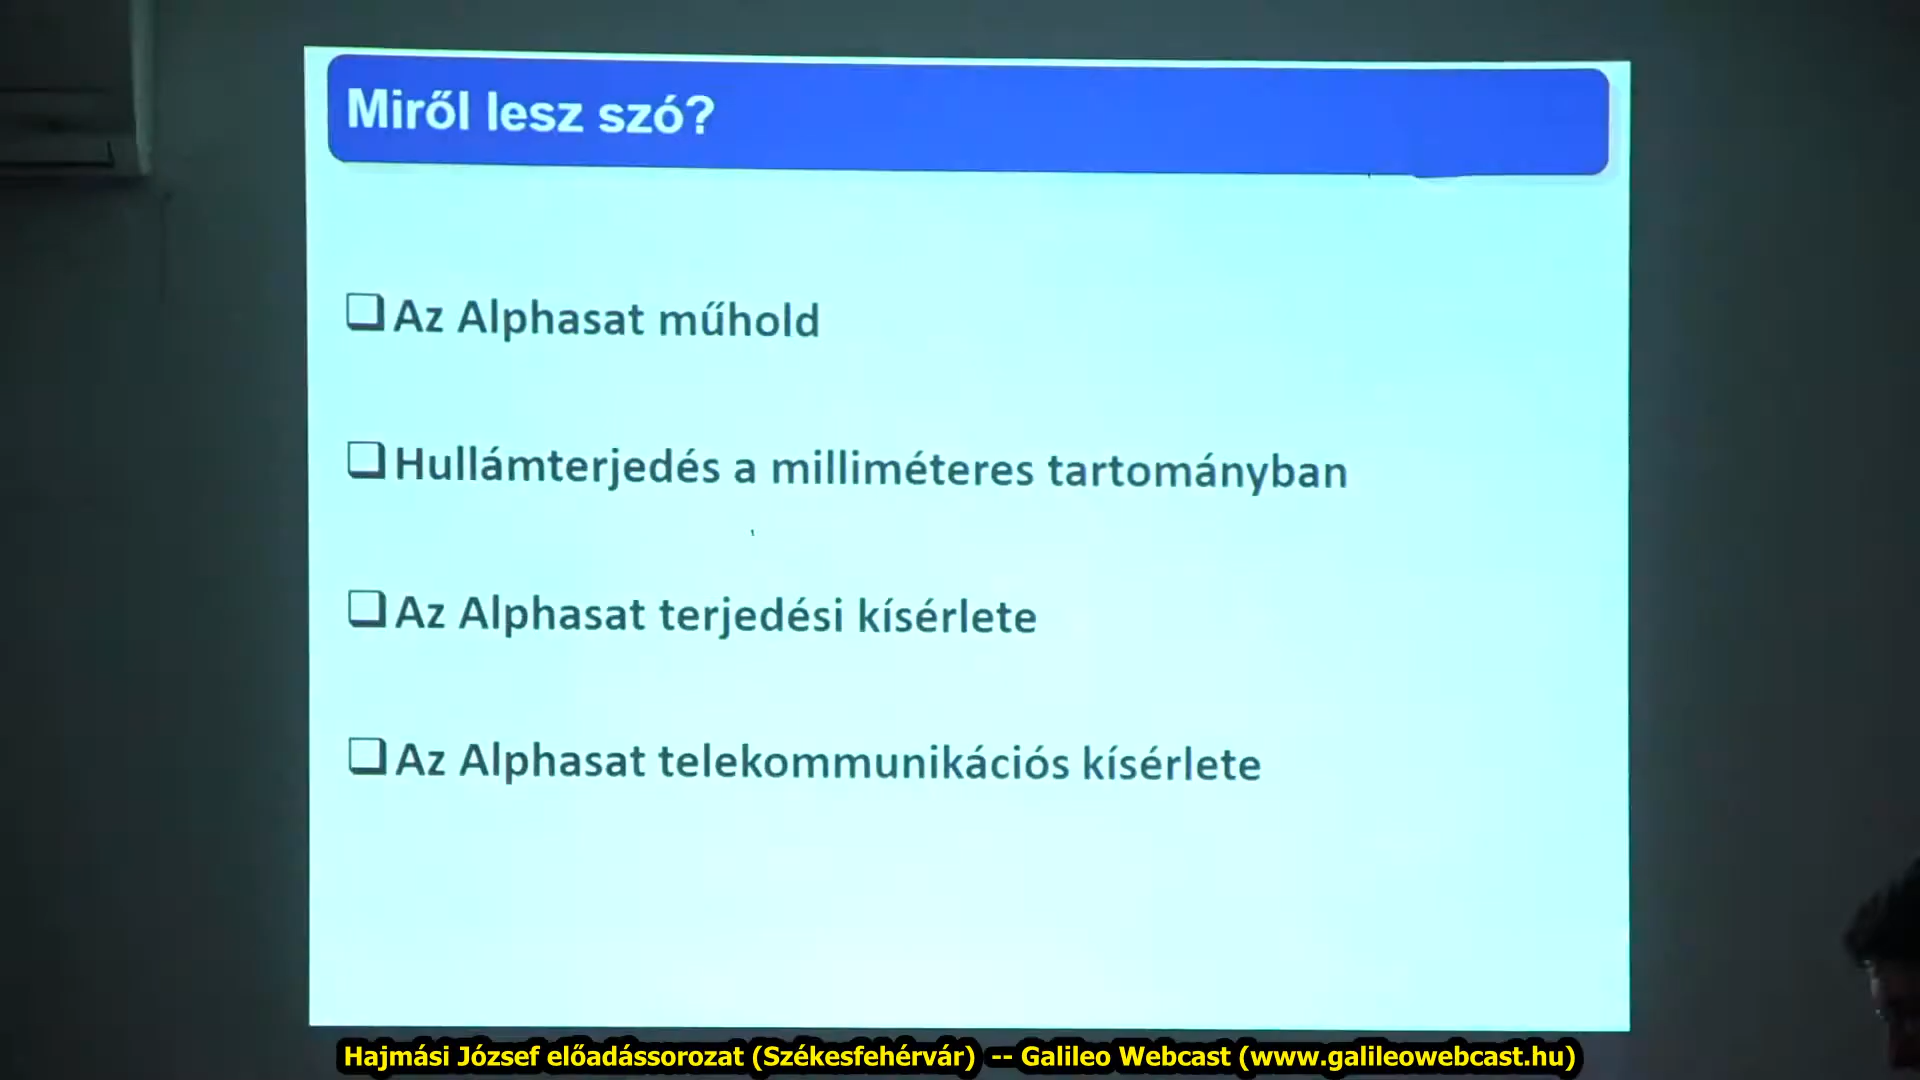 Miről lesz szó?
Az Alphasat műhold
Hullámterjedés a milliméteres tartományban
Az Alphasat terjedési kísérlete
Az Alphasat telekommunikációs kísérlete
Hajmási József előadássorozat (Székesfehérvár) -- Galileo Webcast (www.galileowebcast.hu)